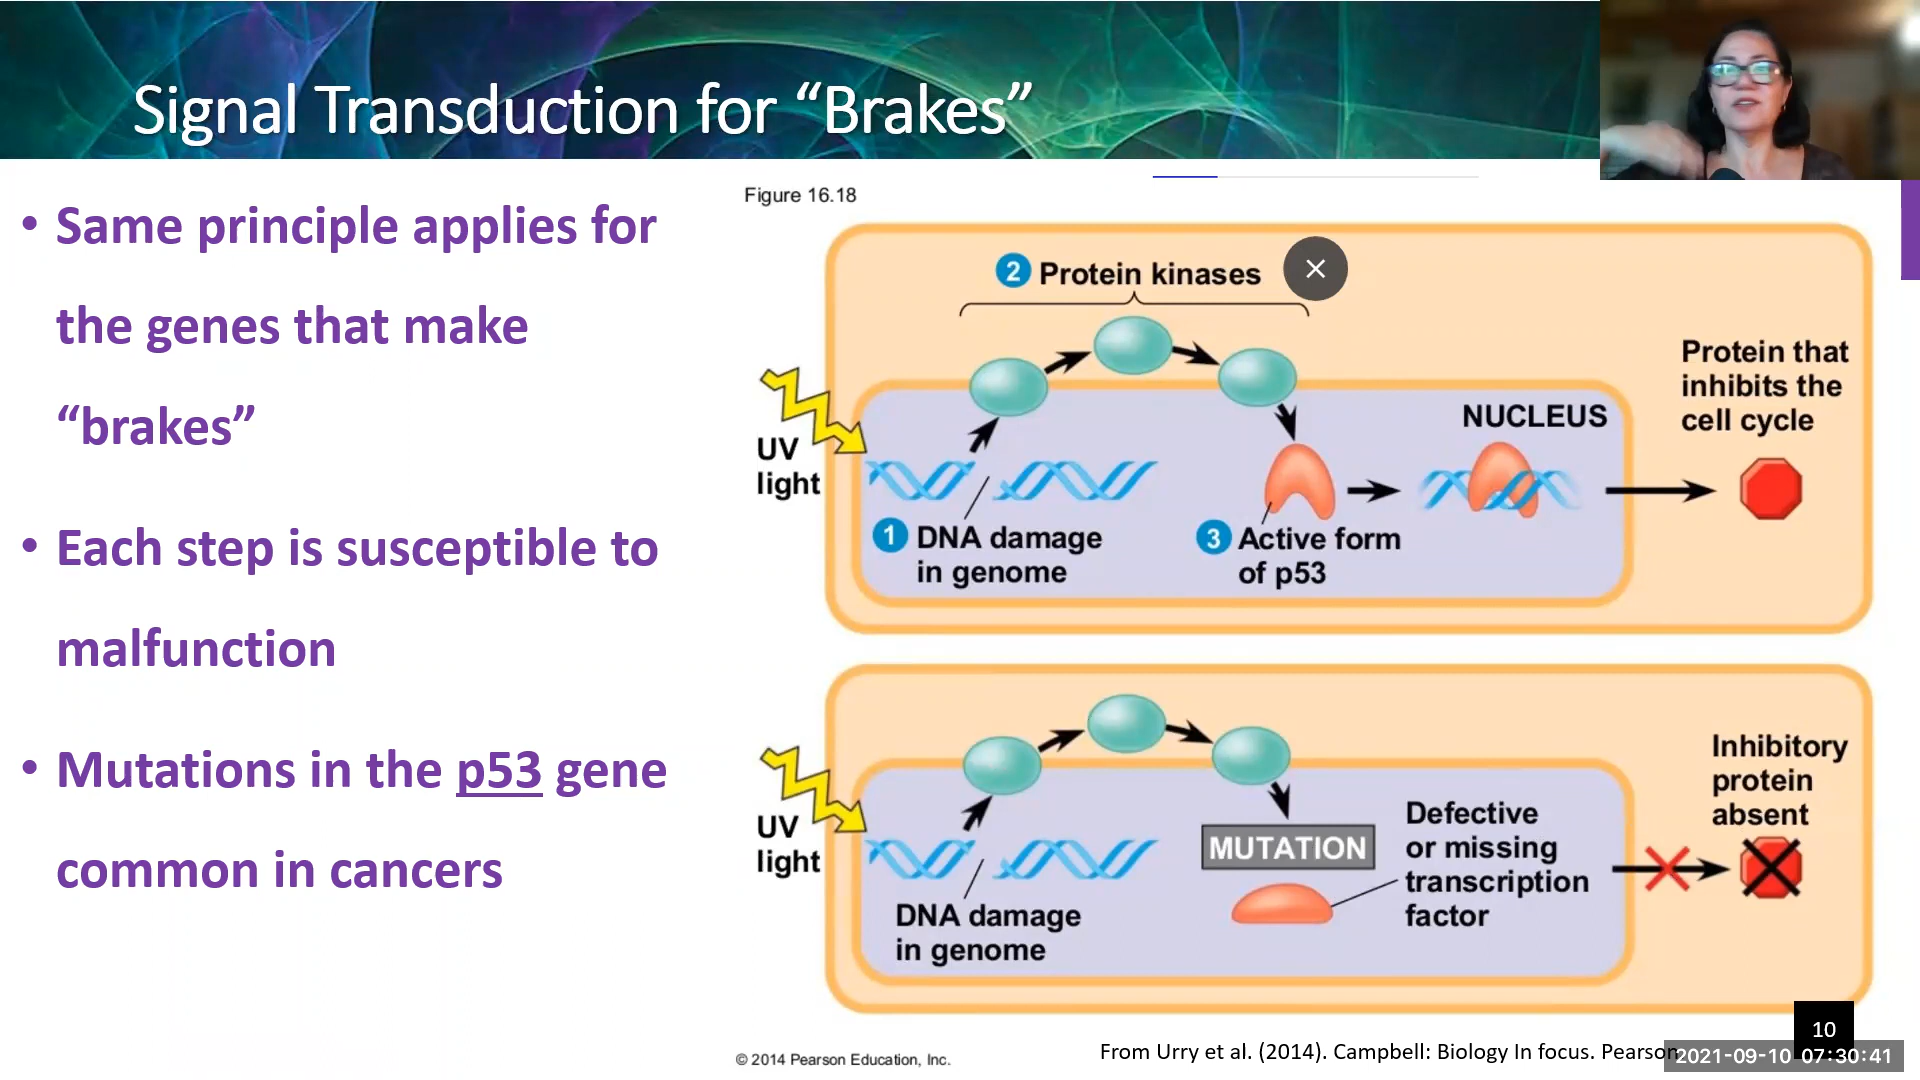 Signal Transduction for “Brakes”
• Same principle applies for
the genes that make
“brakes”
• Each step is susceptible to
malfunction
• Mutations in the p53 gene
common in cancers
Figure 16.18
2 Protein kinases
UV
light
1 DNA damage
in genome
3 Active form
of p53
NUCLEUS
Protein that
inhibits the
cell cycle
UV
light
DNA damage
in genome
MUTATION
Defective
or missing
transcription
factor
Inhibitory
protein
absent
10
© 2014 Pearson Education, Inc.
From Urry et al. (2014). Campbell: Biology In focus. Pearson
2021-09-10 07:30:41